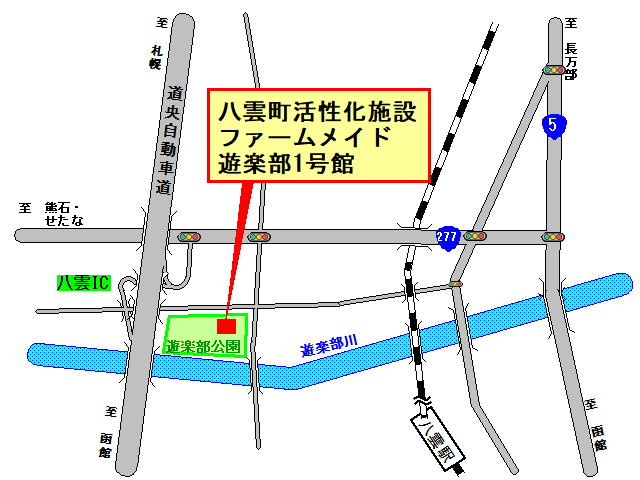 至
札幌
道央自動車道
八雲町活性化施設
ファームメイド
遊楽部1号館
至
長万部
5
至 熊石・
せたな
277
八雲IC
遊楽部公園
遊楽部川
至
函館
八雲駅
至
函館